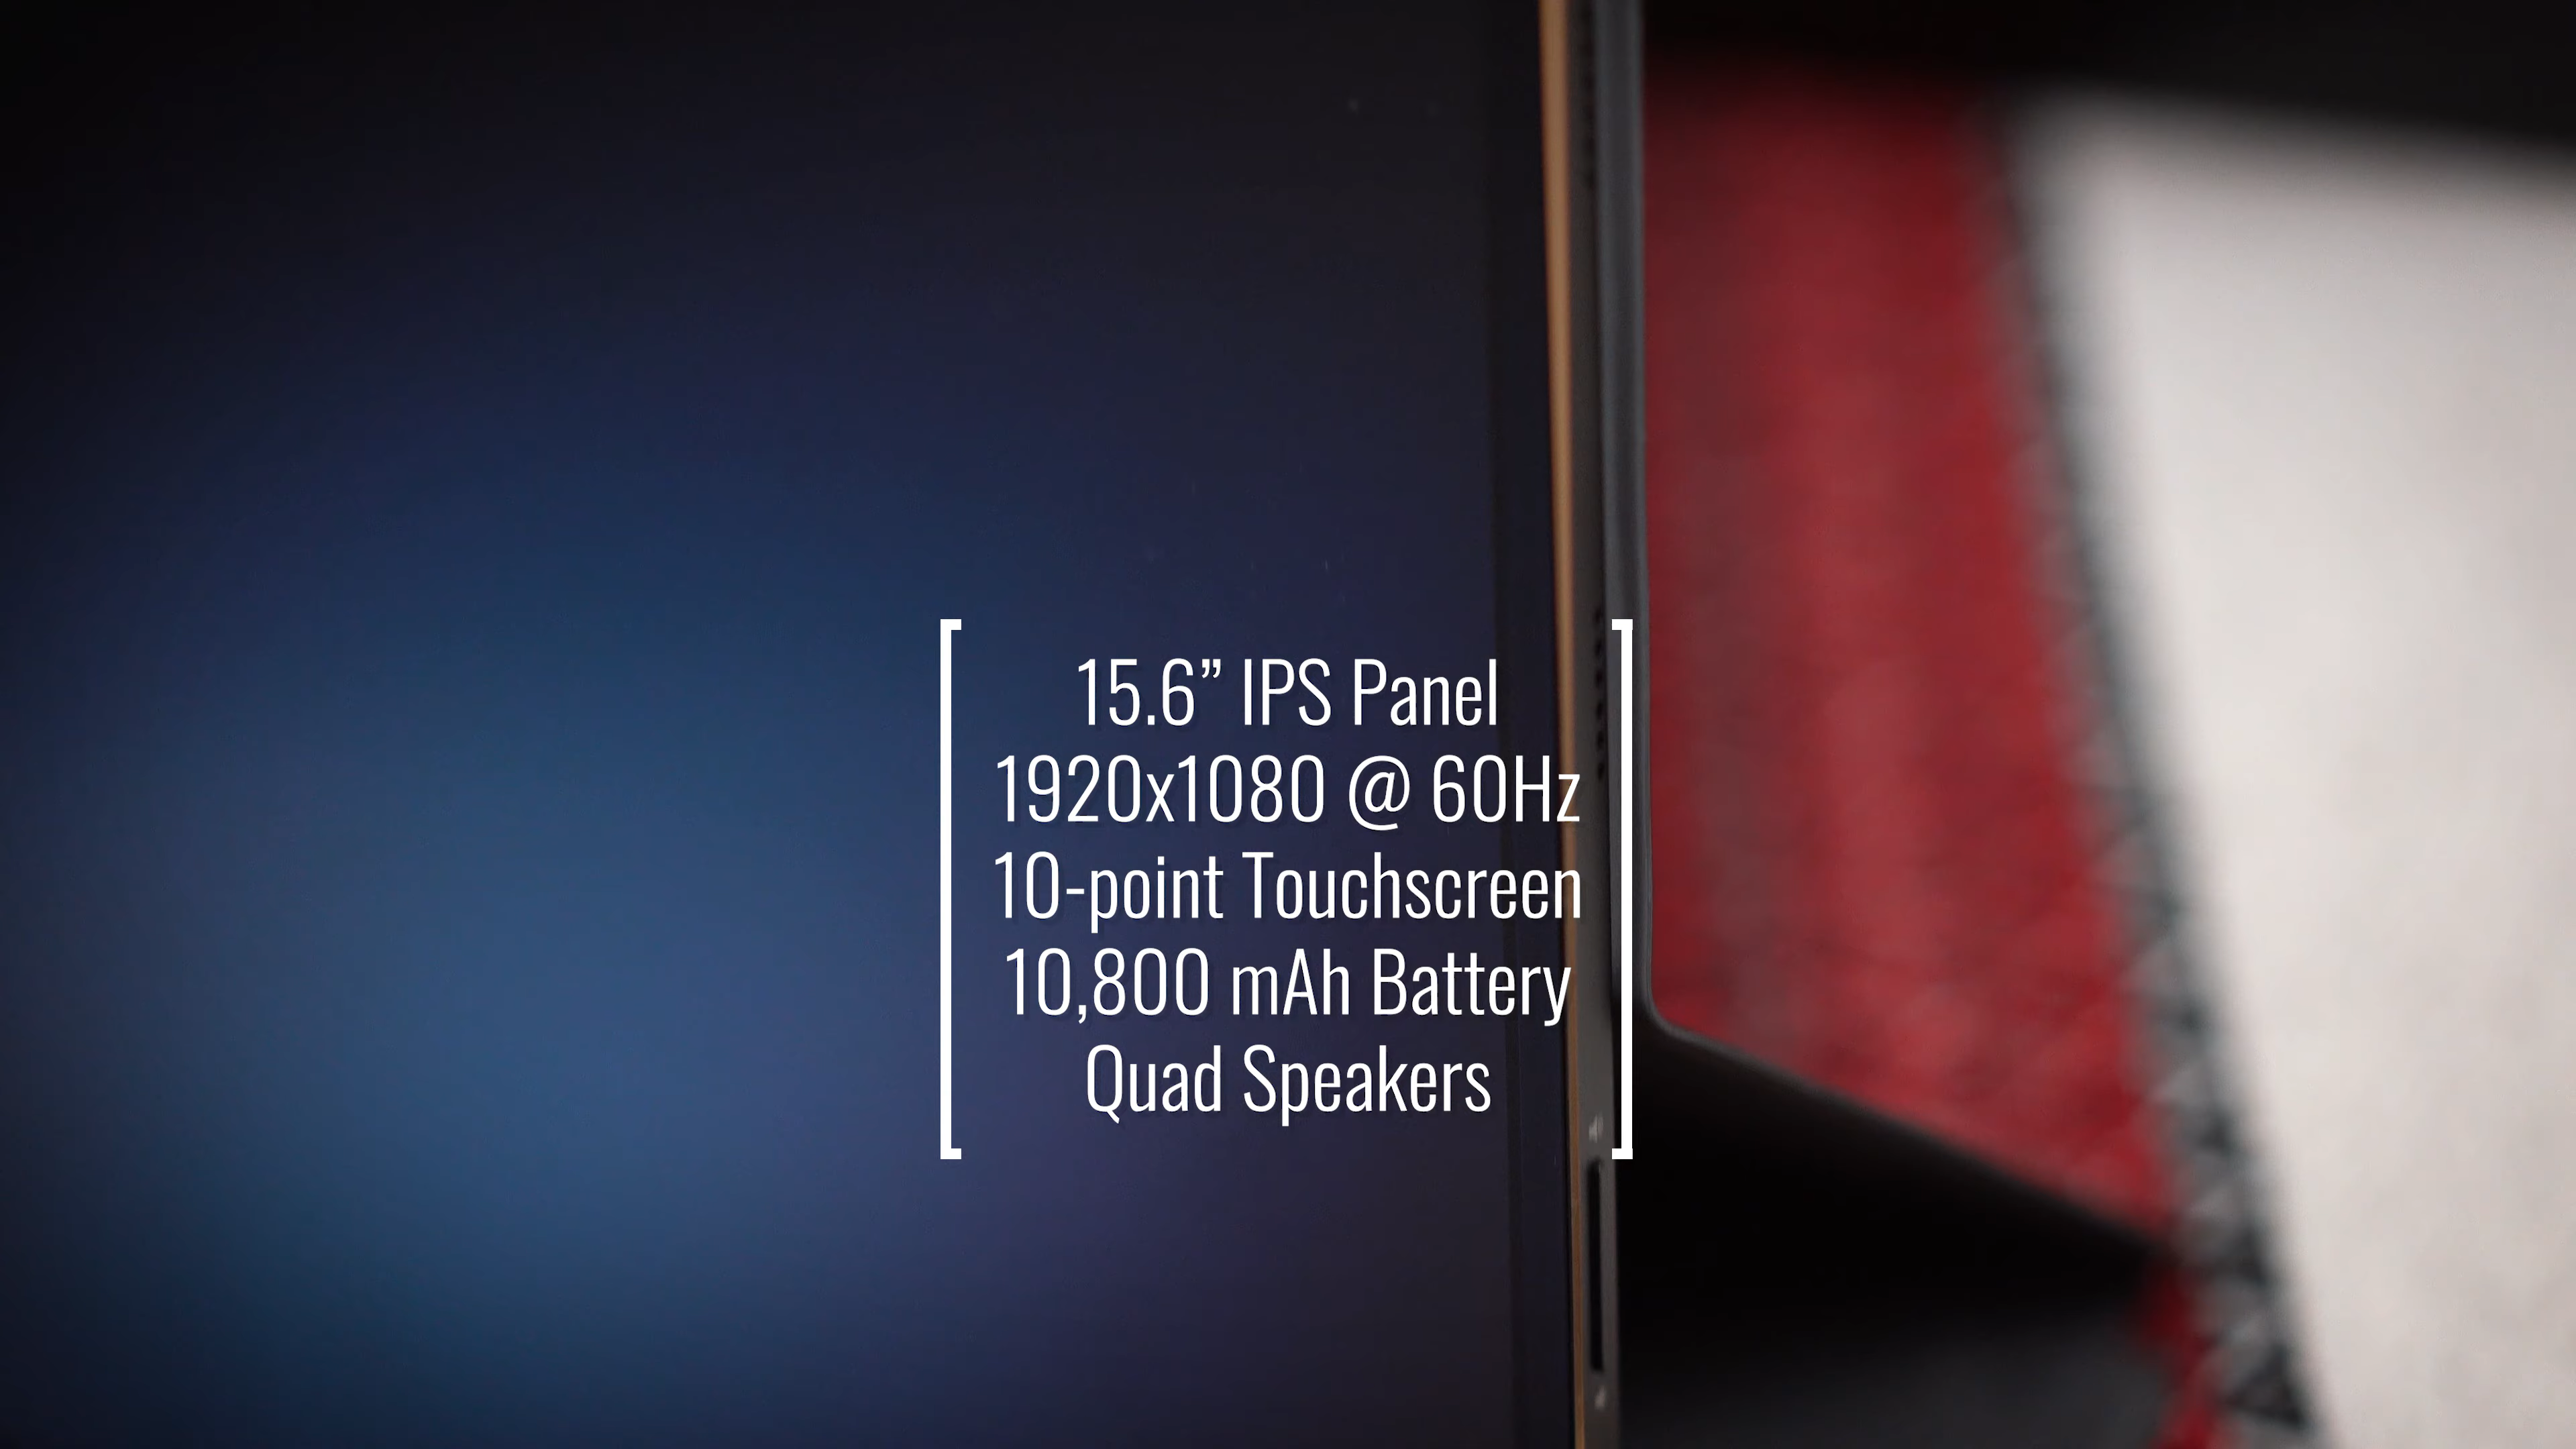 15.6” IPS Panel
1920x1080 @ 60Hz
10-point Touchscreen
10,800 mAh Battery
Quad Speakers